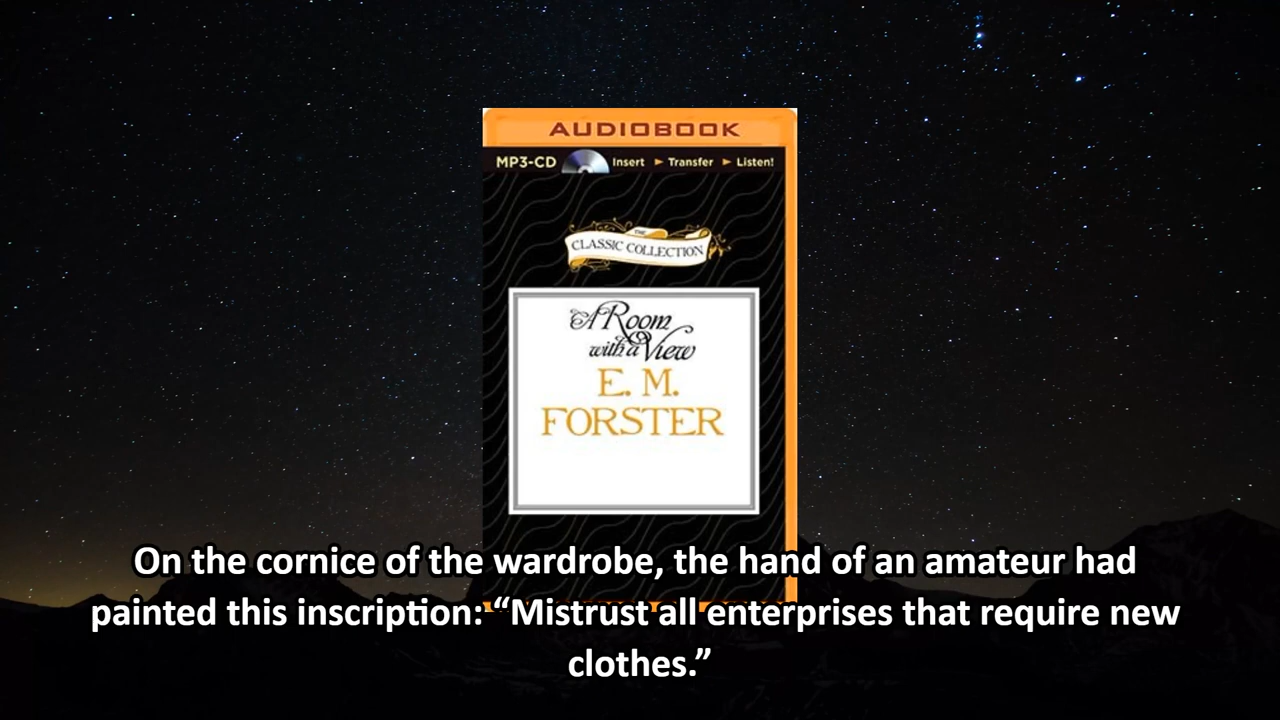 AUDIOBOOK
MP3-CD Insert ► Transfer ► Listen!
THE
CLASSIC COLLECTION
A Room
with a View
E. M.
FORSTER
On the cornice of the wardrobe, the hand of an amateur had
painted this inscription: “Mistrust all enterprises that require new
clothes.”